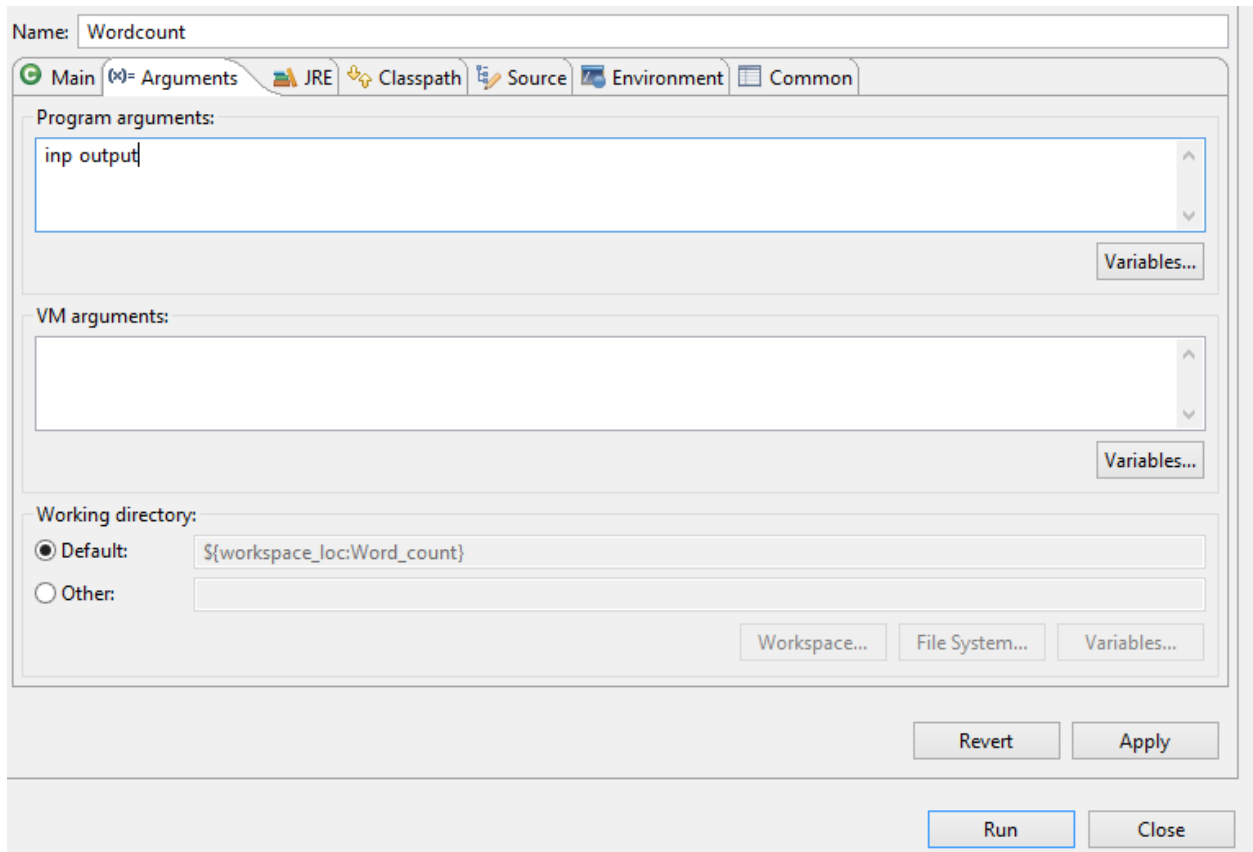 Name: Wordcount
Main (x)= Arguments JRE Classpath Source Environment Common
Program arguments:
inp output
Variables...
VM arguments:
Variables...
Working directory:
Default: ${workspace_loc:Word_count}
Other:
Workspace... File System... Variables...
Revert Apply
Run Close